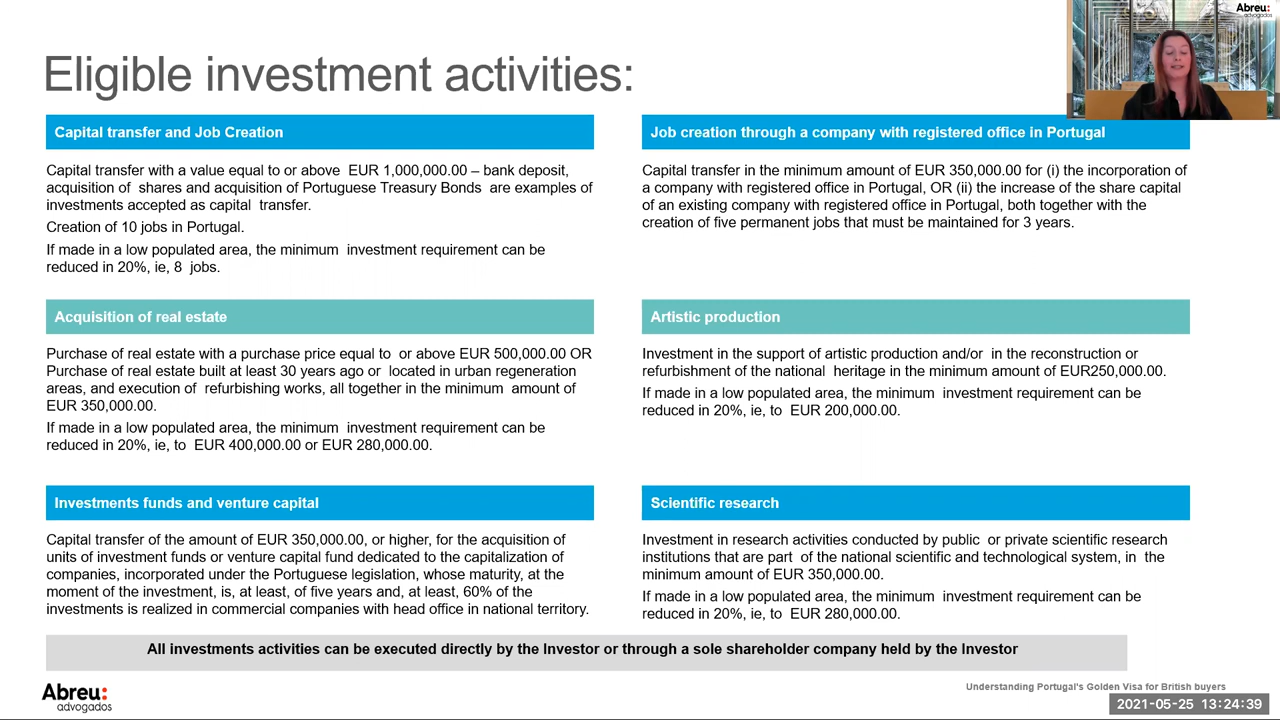 Abreu:
advogados
Eligible investment activities:
Capital transfer and Job Creation
Capital transfer with a value equal to or above EUR 1,000,000.00 – bank deposit,
acquisition of shares and acquisition of Portuguese Treasury Bonds are examples of
investments accepted as capital transfer.
Creation of 10 jobs in Portugal.
If made in a low populated area, the minimum investment requirement can be
reduced in 20%, ie, 8 jobs.
Job creation through a company with registered office in Portugal
Capital transfer in the minimum amount of EUR 350,000.00 for (i) the incorporation of
a company with registered office in Portugal, OR (ii) the increase of the share capital
of an existing company with registered office in Portugal, both together with the
creation of five permanent jobs that must be maintained for 3 years.
Acquisition of real estate
Purchase of real estate with a purchase price equal to or above EUR 500,000.00 OR
Purchase of real estate built at least 30 years ago or located in urban regeneration
areas, and execution of refurbishing works, all together in the minimum amount of
EUR 350,000.00.
If made in a low populated area, the minimum investment requirement can be
reduced in 20%, ie, to EUR 400,000.00 or EUR 280,000.00.
Artistic production
Investment in the support of artistic production and/or in the reconstruction or
refurbishment of the national heritage in the minimum amount of EUR250,000.00.
If made in a low populated area, the minimum investment requirement can be
reduced in 20%, ie, to EUR 200,000.00.
Investments funds and venture capital
Capital transfer of the amount of EUR 350,000.00, or higher, for the acquisition of
units of investment funds or venture capital fund dedicated to the capitalization of
companies, incorporated under the Portuguese legislation, whose maturity, at the
moment of the investment, is, at least, of five years and, at least, 60% of the
investments is realized in commercial companies with head office in national territory.
Scientific research
Investment in research activities conducted by public or private scientific research
institutions that are part of the national scientific and technological system, in the
minimum amount of EUR 350,000.00.
If made in a low populated area, the minimum investment requirement can be
reduced in 20%, ie, to EUR 280,000.00.
All investments activities can be executed directly by the Investor or through a sole shareholder company held by the Investor
Abreu:
advogados
Understanding Portugal's Golden Visa for British buyers
2021-05-25 13:24:39